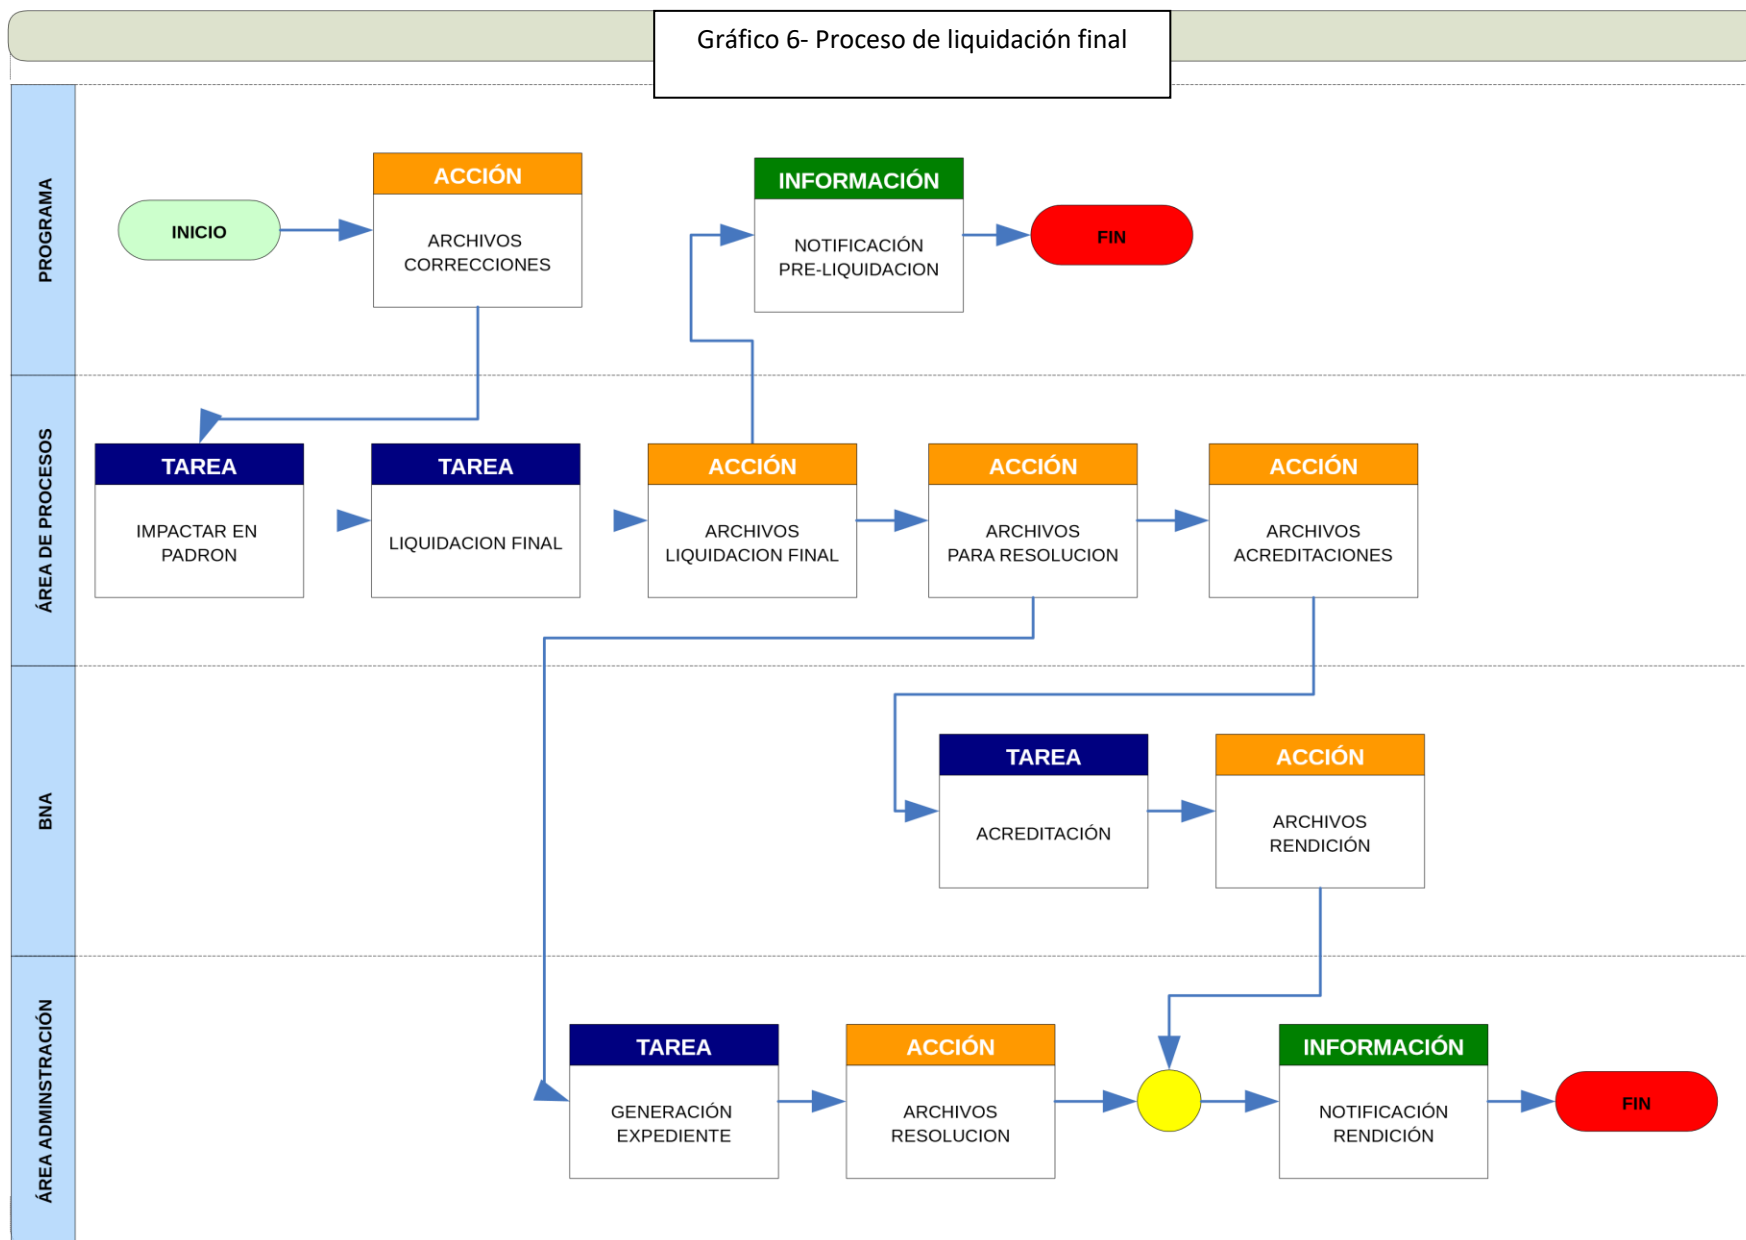 Gráfico 6- Proceso de liquidación final
PROGRAMA
INICIO
ACCIÓN
ARCHIVOS
CORRECCIONES
INFORMACIÓN
NOTIFICACIÓN
PRE-LIQUIDACION
FIN
ÁREA DE PROCESOS
TAREA
IMPACTAR EN
PADRON
TAREA
LIQUIDACION FINAL
ACCIÓN
ARCHIVOS
LIQUIDACION FINAL
ACCIÓN
ARCHIVOS
PARA RESOLUCION
ACCIÓN
ARCHIVOS
ACREDITACIONES
BNA
TAREA
ACREDITACIÓN
ACCIÓN
ARCHIVOS
RENDICIÓN
ÁREA ADMINSTRACIÓN
TAREA
GENERACIÓN
EXPEDIENTE
ACCIÓN
ARCHIVOS
RESOLUCION
INFORMACIÓN
NOTIFICACIÓN
RENDICIÓN
FIN